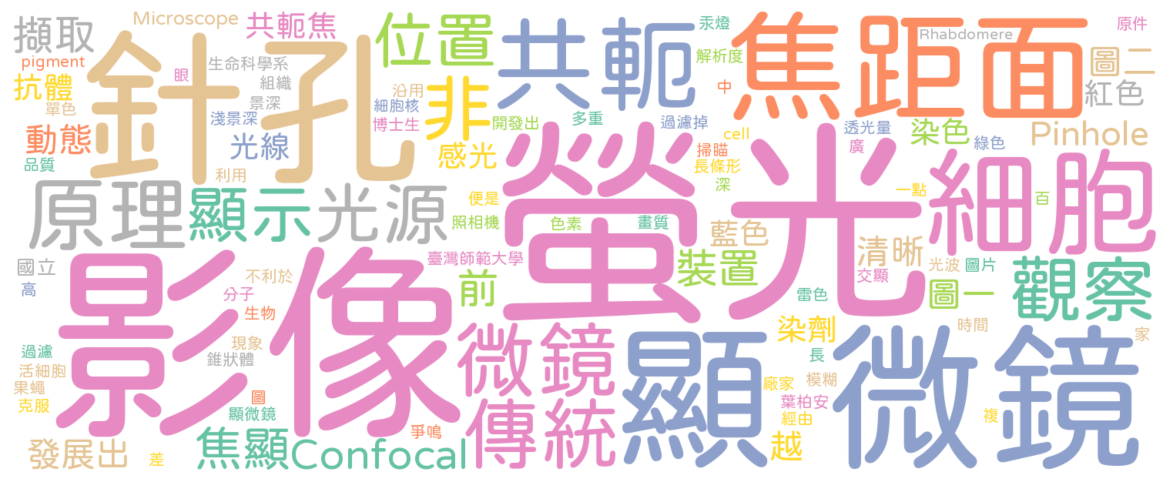 擷取
Microscope
共軛焦
位置
共軛
汞燈
焦距面
Rhabdomere
原件
pigment
針孔
眼
生命科學系
組織
解析度
圖二
抗體
單色
景深
沿用
細胞核
非
中
紅色
動態
淺景深
博士生
開發出
多重
過濾掉
cell
透光量
染色
綠色
Pinhole
品質
光線
感光
掃瞄
長條形
廣
利用
深
原理
顯示
光源
便是
螢光
一點
百
細胞
照相機
色素
畫質
藍色
國立
不利於
臺灣師範大學
裝置
清晰
交顯
光波
圖片
觀察
高
影像
分子
生物
前
雷色
圖一
現象
微鏡
染劑
時間
家
過濾
錐狀體
顯
長
微鏡
活細胞
果蠅
克服
圖
顯微鏡
廠家
模糊
葉柏安
經由
複
發展出
差
焦顯
Confocal
爭鳴
傳統
越